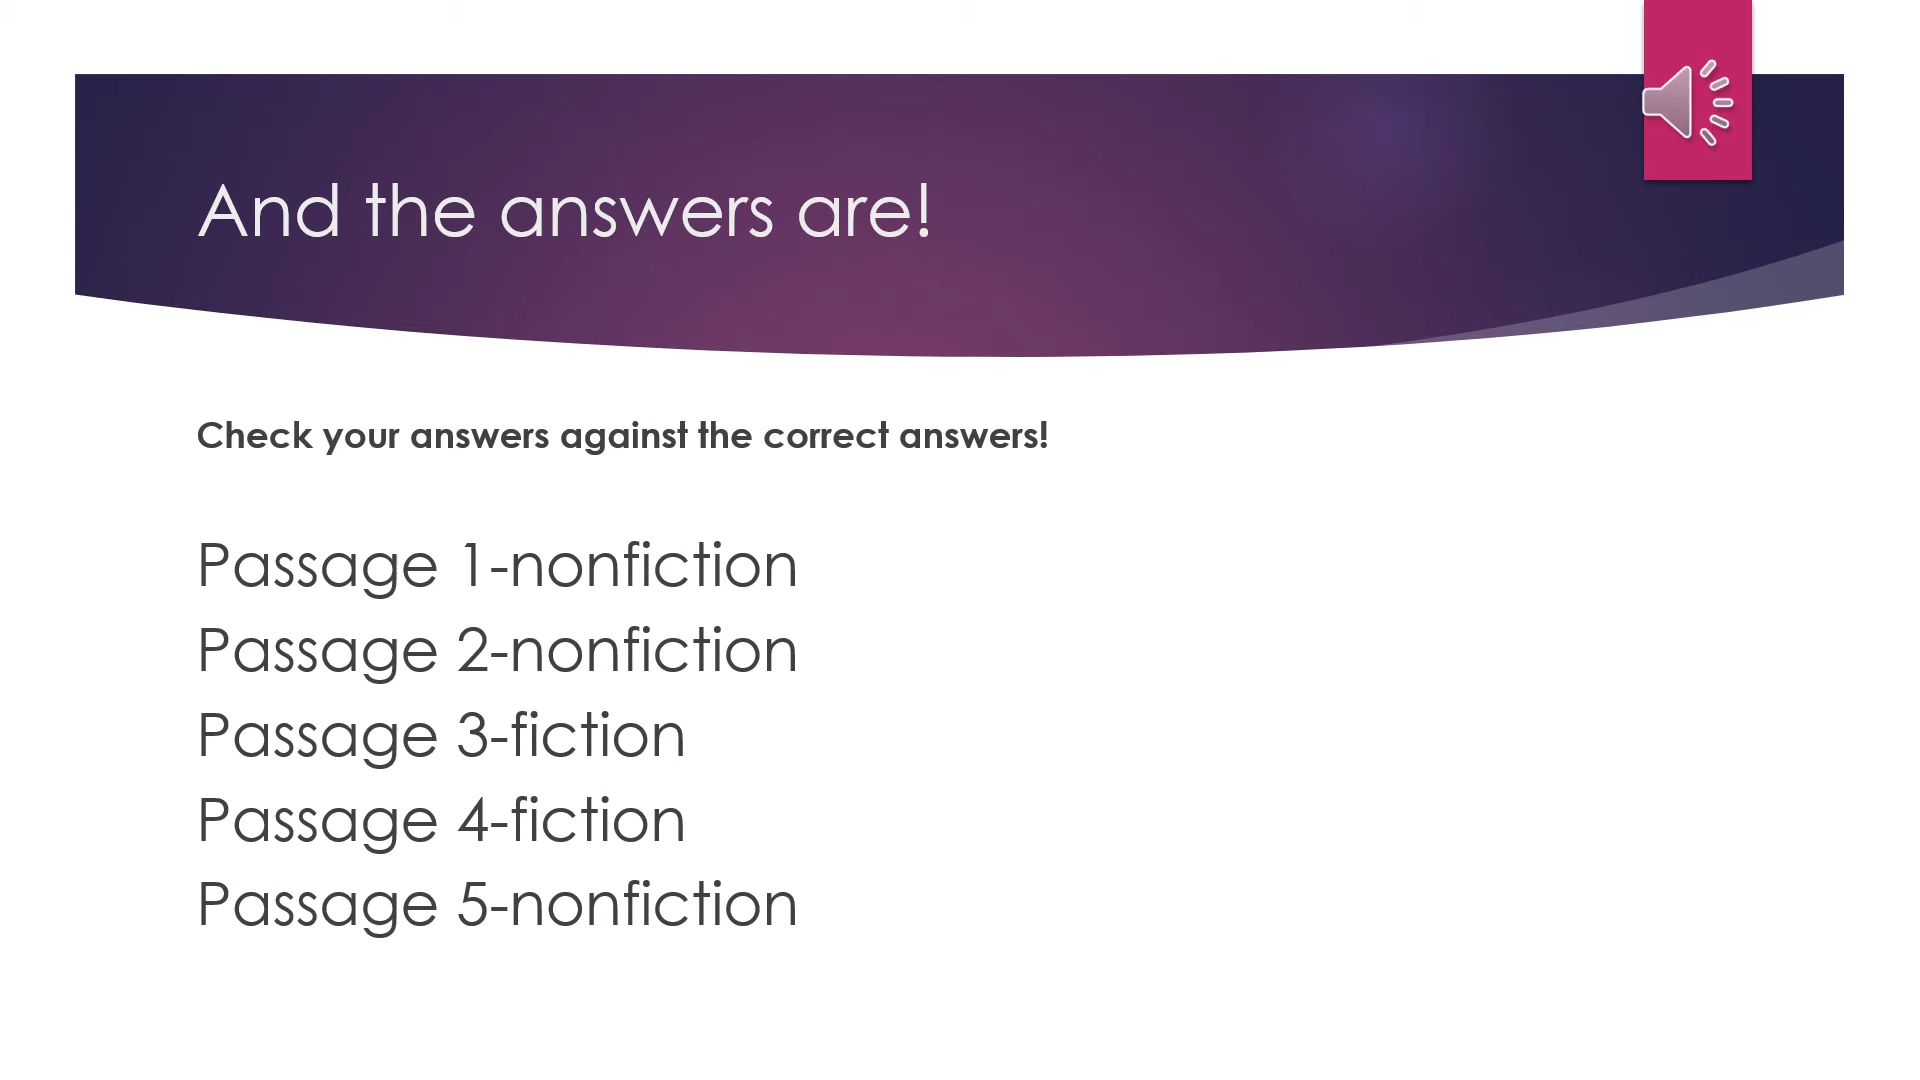 And the answers are!
Check your answers against the correct answers!
Passage 1-nonfiction
Passage 2-nonfiction
Passage 3-fiction
Passage 4-fiction
Passage 5-nonfiction